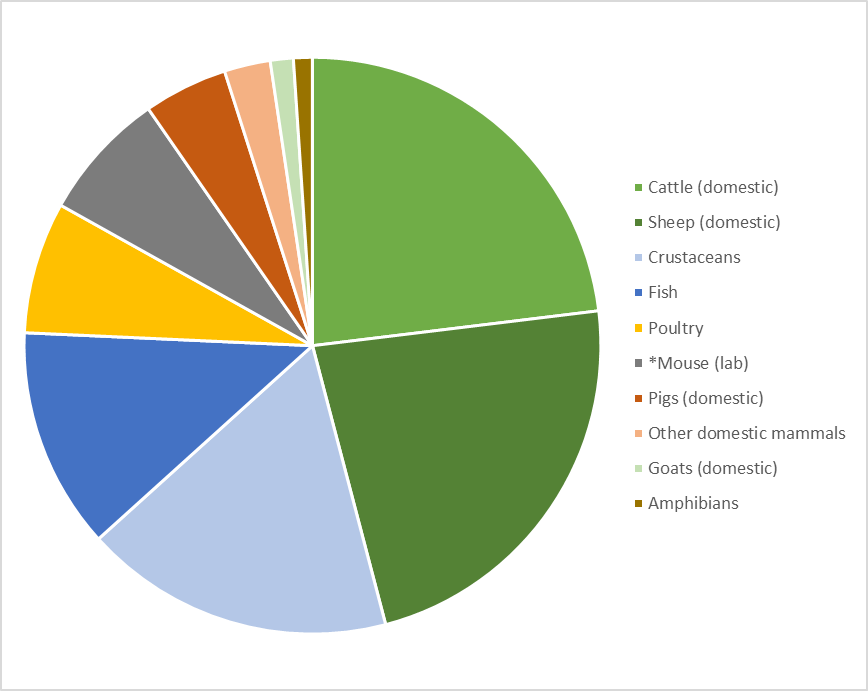 Cattle (domestic)
Sheep (domestic)
Crustaceans
Fish
Poultry
*Mouse (lab)
Pigs (domestic)
Other domestic mammals
Goats (domestic)
Amphibians